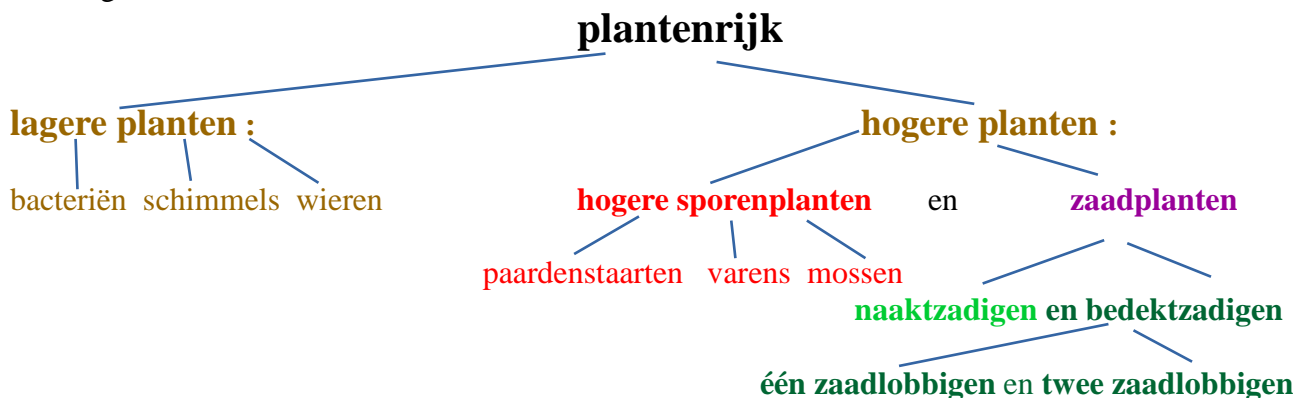 plantenrijk
lagere planten : hogere planten :
bacteriën schimmels wieren hogere sporenplanten en zaadplanten
paardenstaarten varens mossen
naaktzadigen en bedektzadigen
één zaadlobbigen en twee zaadlobbigen